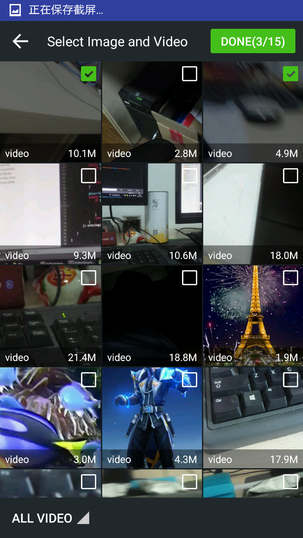 正在保存截屏...
Select Image and Video
DONE(3/15)
video 10.1M
video 2.8M
video 4.9M
video 9.3M
video 10.6M
video 18.0M
video 21.4M
video 18.8M
video 1.9M
video 3.0M
video 4.3M
video 17.9M
ALL VIDEO